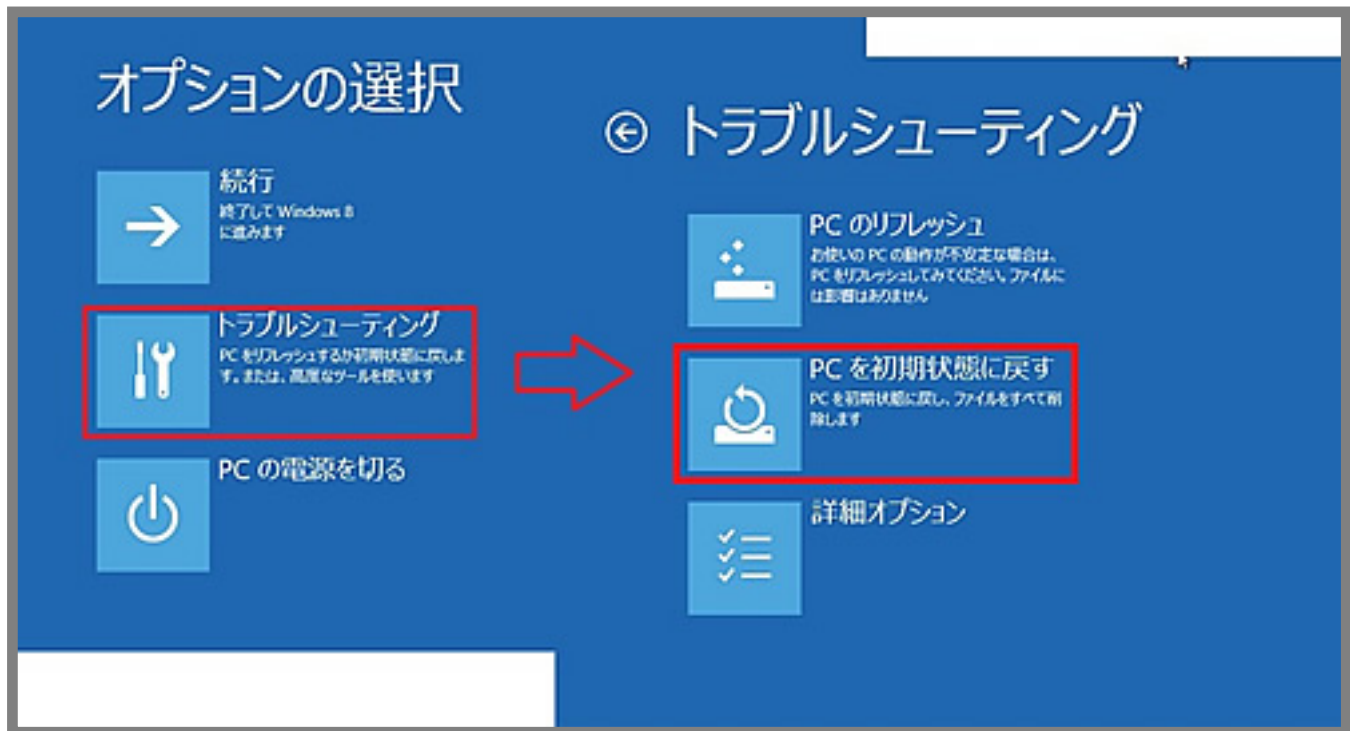 オプションの選択
続行
終了して Windows 8
に進みます
トラブルシューティング
PC をリフレッシュするか初期状態に戻しま
す。または、高度なツールを使います
PC の電源を切る
トラブルシューティング
PC のリフレッシュ
お使いの PC の動作が不安定な場合は、
PC をリフレッシュしてみてください。ファイルに
は影響はありません
PC を初期状態に戻す
PC を初期状態に戻し、ファイルをすべて削
除します
詳細オプション